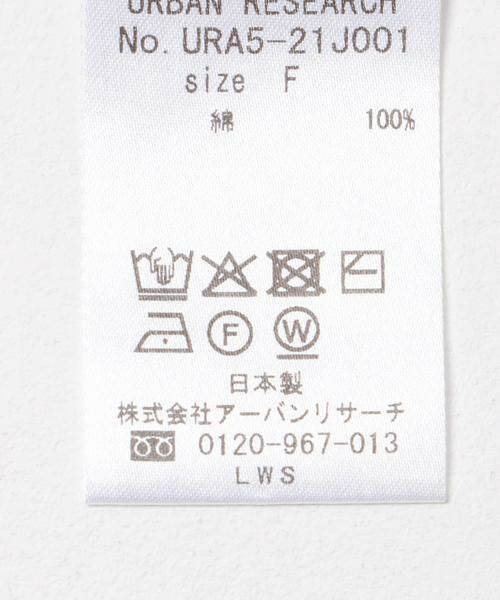 URBAN RESEARCH
No. URA5-21J001
size F
綿 100%
F W
日本製
株式会社アーバンリサーチ
0120-967-013
LWS